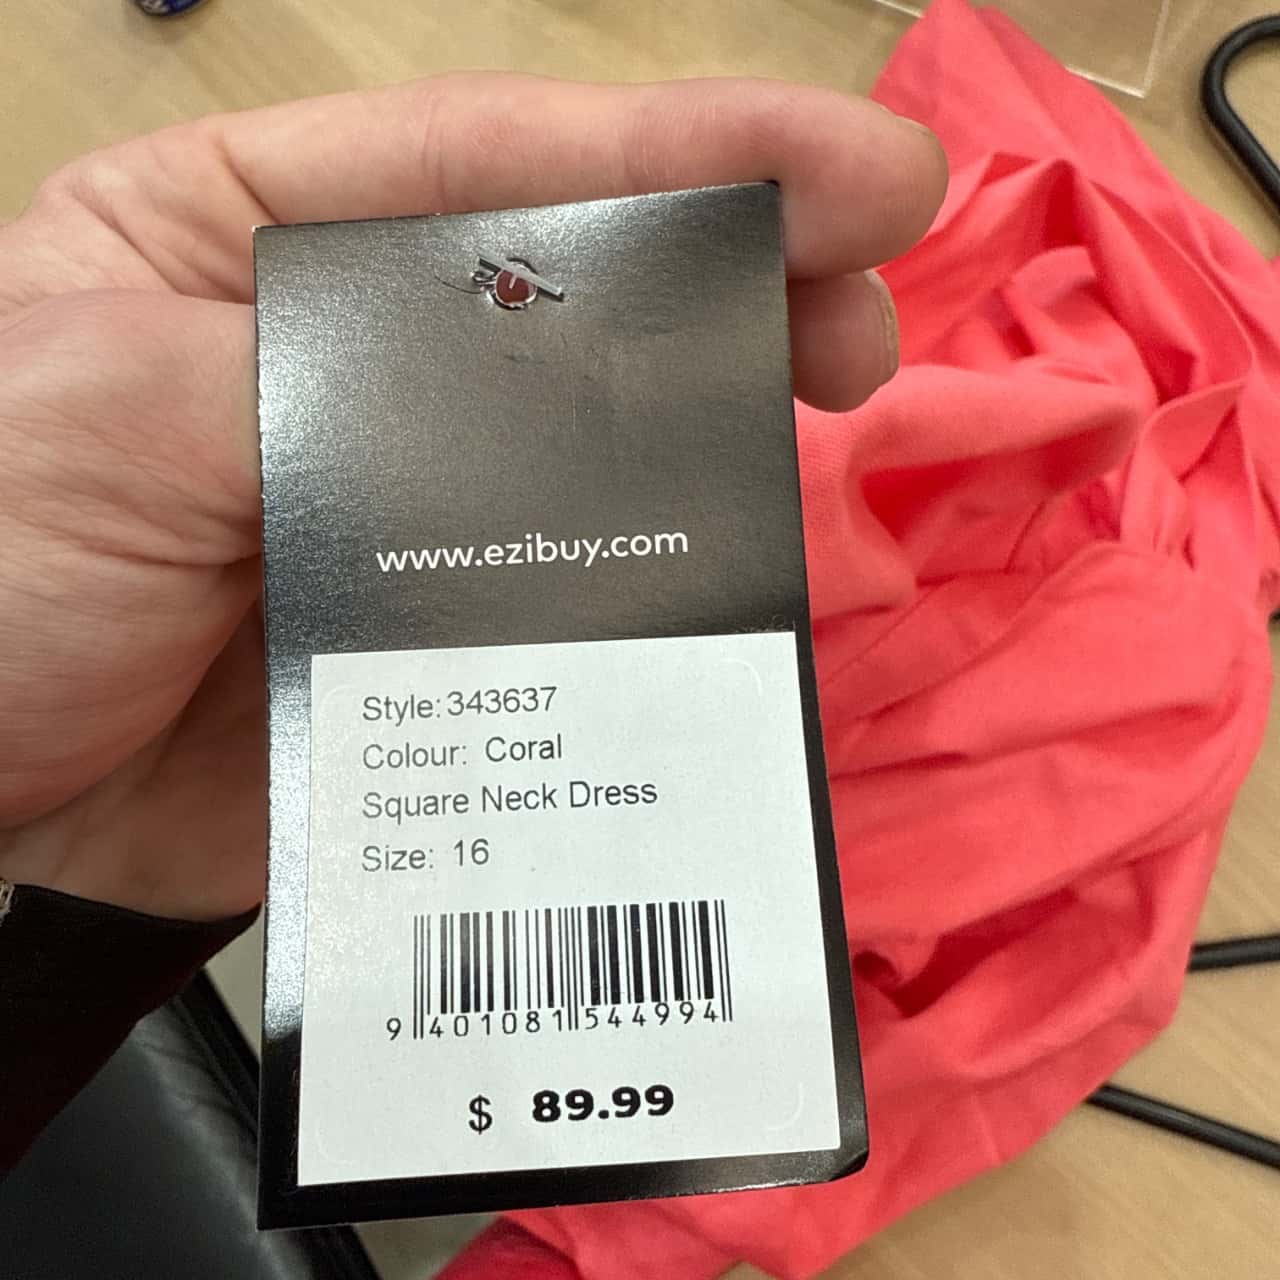 www.ezibuy.com
Style: 343637
Colour: Coral
Square Neck Dress
Size: 16
9 401081 544994
$ 89.99